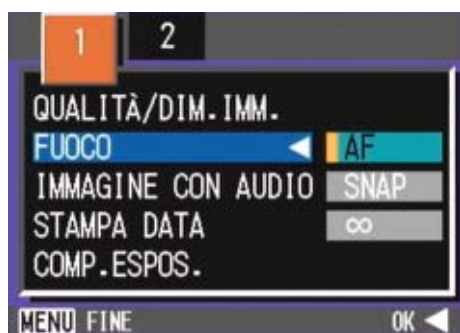 1 2
QUALITÀ/DIM.IMM.
FUOCO ◀ AF
IMMAGINE CON AUDIO SNAP
STAMPA DATA ∞
COMP.ESPOS.
MENU FINE OK ◀